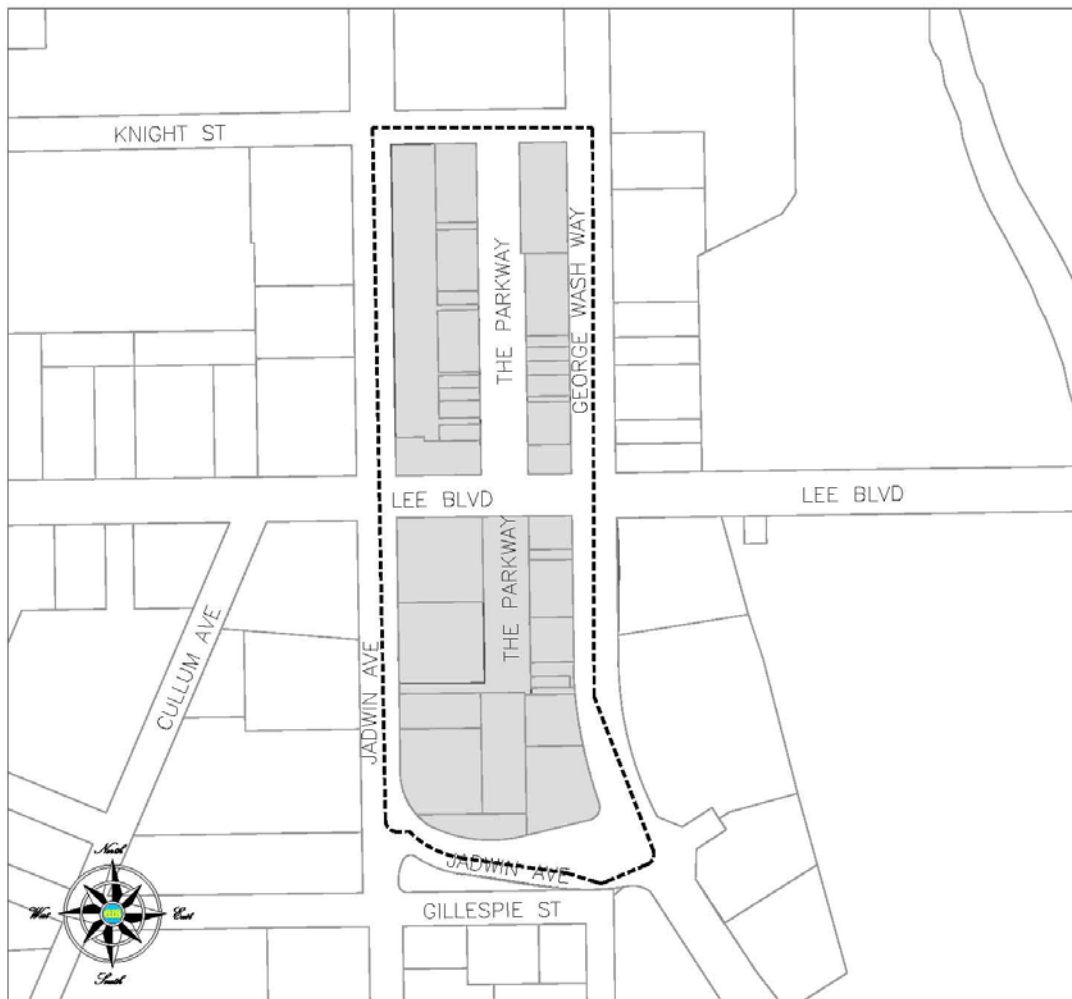 KNIGHT ST
THE PARKWAY
GEORGE WASH WAY
LEE BLVD
LEE BLVD
THE PARKWAY
CULLUM AVE
JADWIN AVE
JADWIN AVE
GILLESPIE ST
North
West
East
South